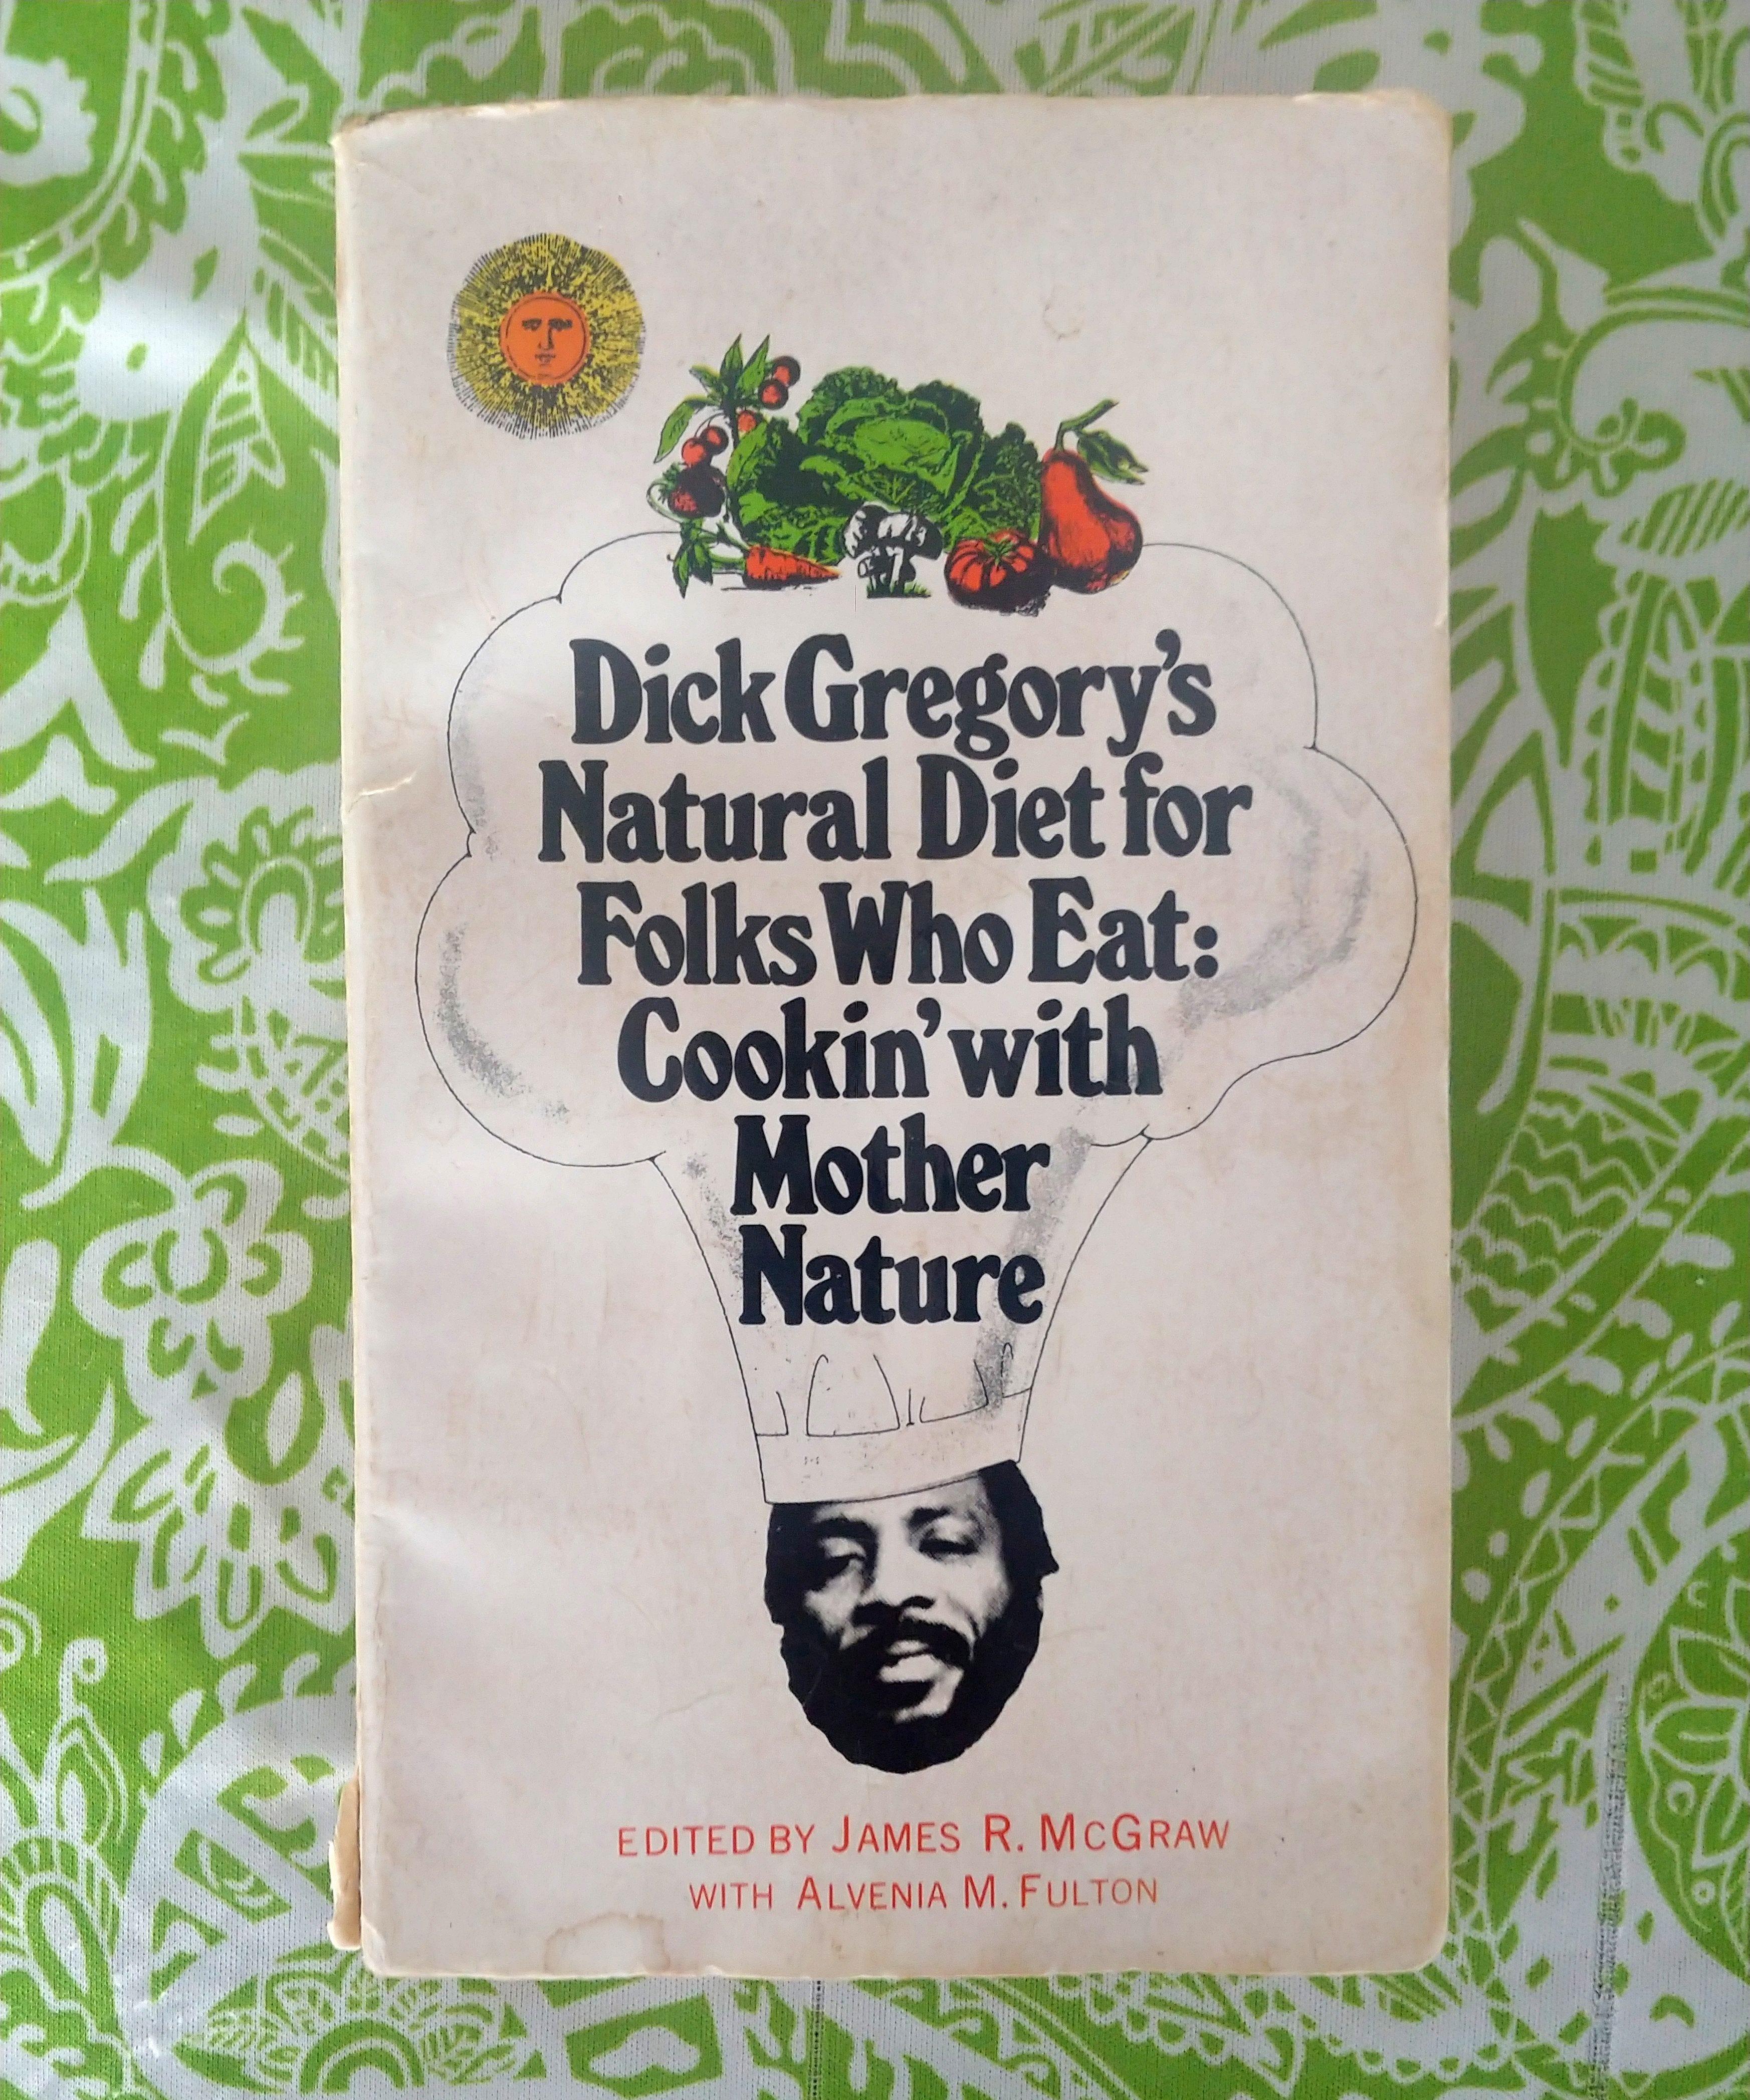 Dick Gregory's
Natural Diet for
Folks Who Eat:
Cookin' with
Mother
Nature
EDITED BY JAMES R. MCGRAW
WITH ALVENIA M. FULTON